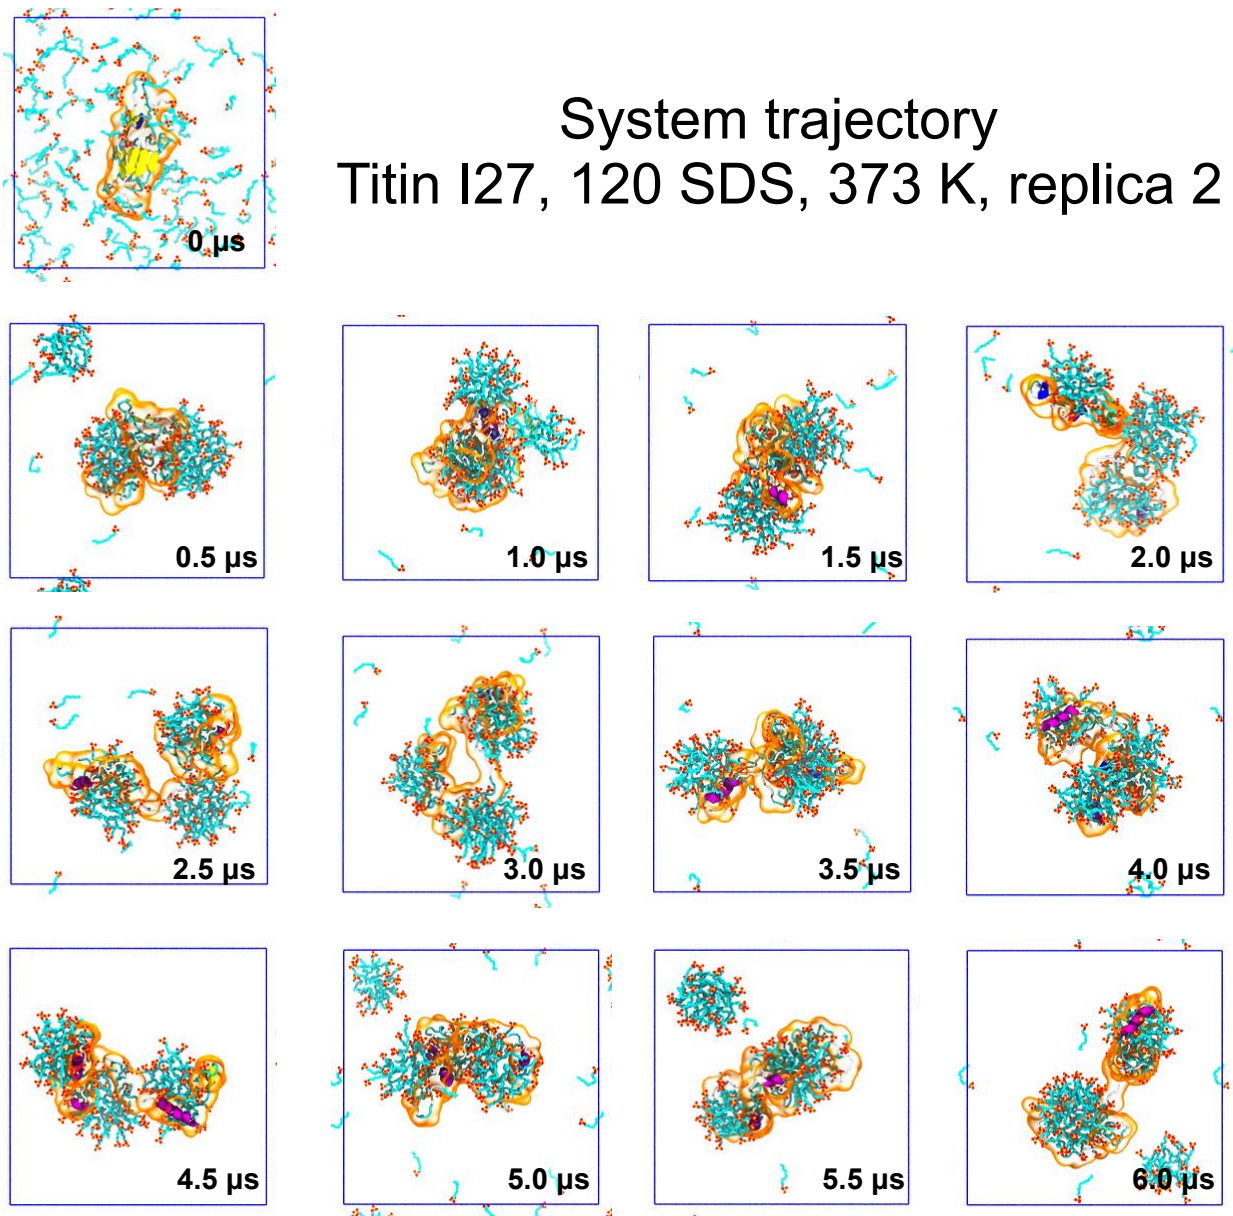 System trajectory
Titin I27, 120 SDS, 373 K, replica 2
0 µs
0.5 µs
1.0 µs
1.5 µs
2.0 µs
2.5 µs
3.0 µs
3.5 µs
4.0 µs
4.5 µs
5.0 µs
5.5 µs
6.0 µs